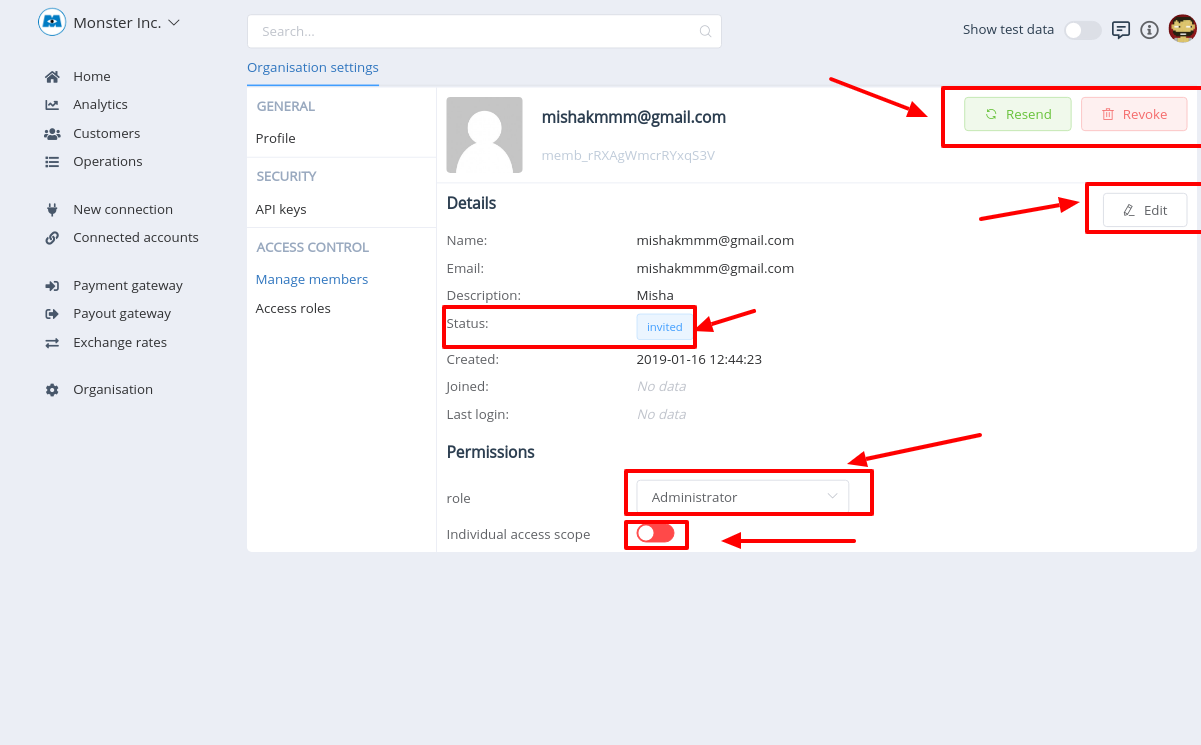 Monster Inc.
Search...
Show test data
Home
Analytics
Customers
Operations
New connection
Connected accounts
Payment gateway
Payout gateway
Exchange rates
Organisation
Organisation settings
GENERAL
Profile
SECURITY
API keys
ACCESS CONTROL
Manage members
Access roles
mishakmmm@gmail.com
memb_rRXAgWmcrRYxqS3V
Resend
Revoke
Details
Edit
Name: mishakmmm@gmail.com
Email: mishakmmm@gmail.com
Description: Misha
Status: invited
Created: 2019-01-16 12:44:23
Joined: No data
Last login: No data
Permissions
role Administrator
Individual access scope